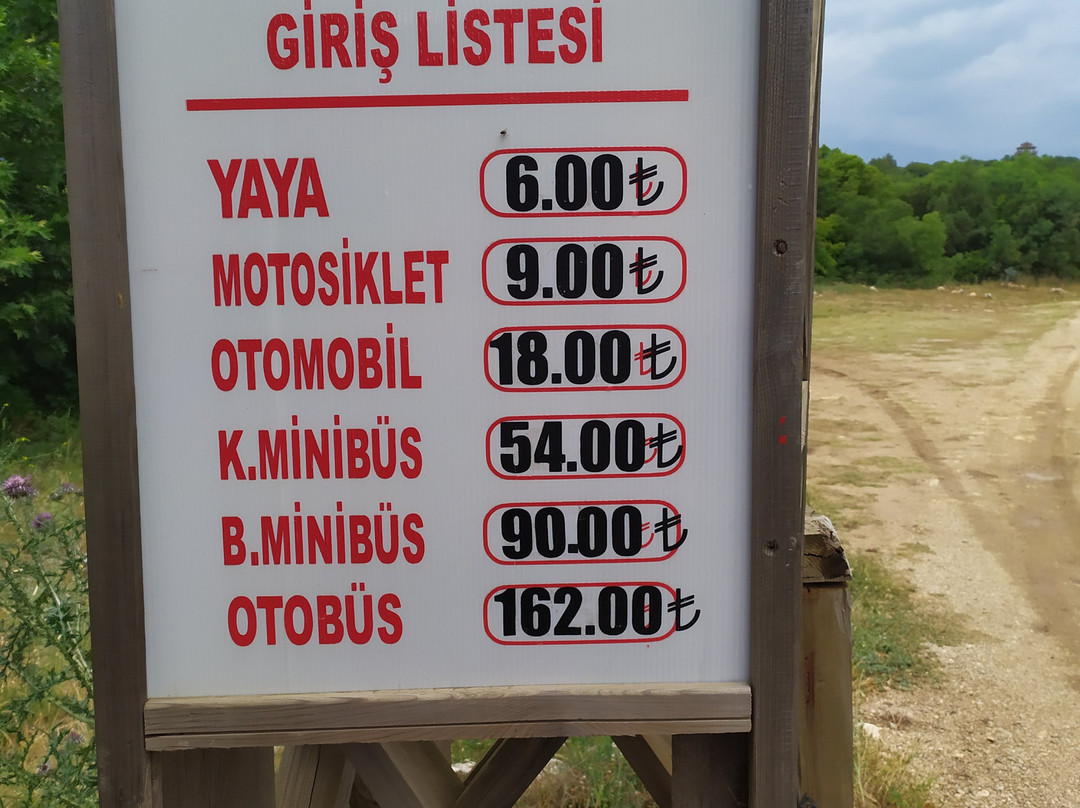 GİRİŞ LİSTESİ
YAYA 6.00₺
MOTOSİKLET 9.00₺
OTOMOBİL 18.00₺
K.MİNİBÜS 54.00₺
B.MİNİBÜS 90.00₺
OTOBÜS 162.00₺